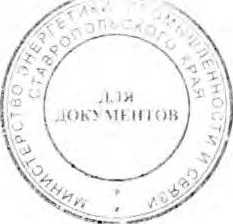 МИНИСТЕРСТВО ЭНЕРГЕТИКИ ПРОМЫШЛЕННОСТИ И СВЯЗИ
СТАВРОПОЛЬСКОГО КРАЯ
ДЛЯ
ДОКУМЕНТОВ